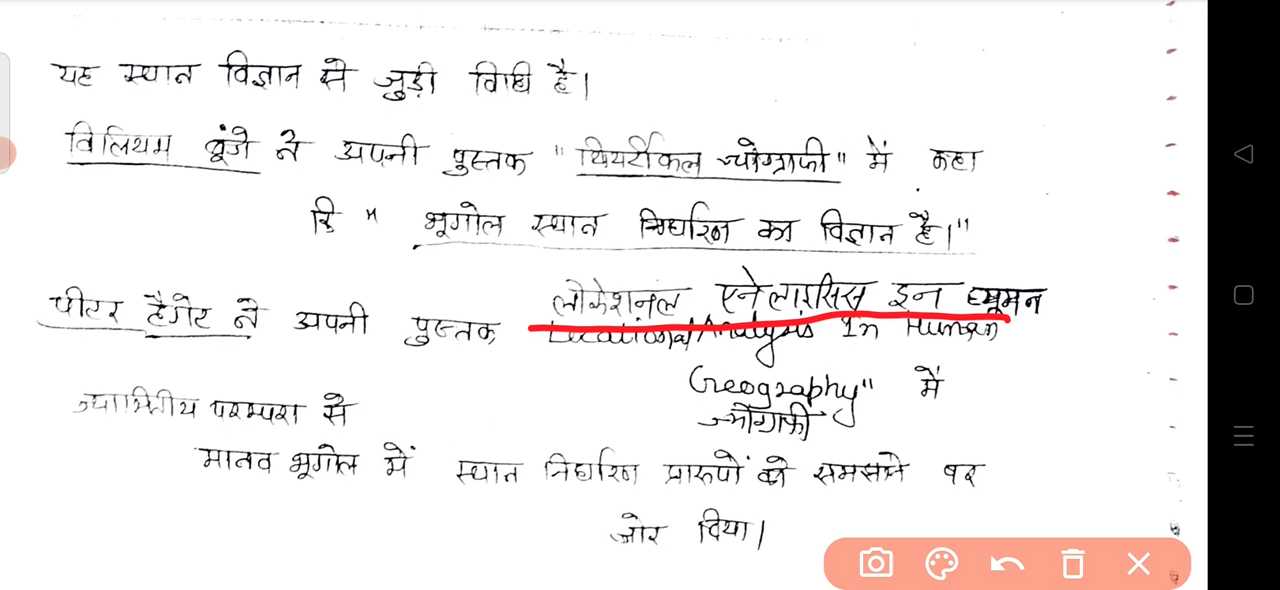 यह स्थान विज्ञान से जुड़ी विधि है।
विलियम बूंजे ने अपनी पुस्तक "थियर्टीकल ज्योग्राफी" में कहा
कि " भूगोल स्थान निर्धारण का विज्ञान है।"
लोकेशनल एनेलाइसिस इन ह्यूमन
पीटर हैगेट ने अपनी पुस्तक Locational Analysis In Human
Geography" में
ज्योग्राफी
ज्यामितीय परम्परा से
मानव भूगोल में स्थान निर्धारण प्रारुपों को समझने पर
जोर दिया।